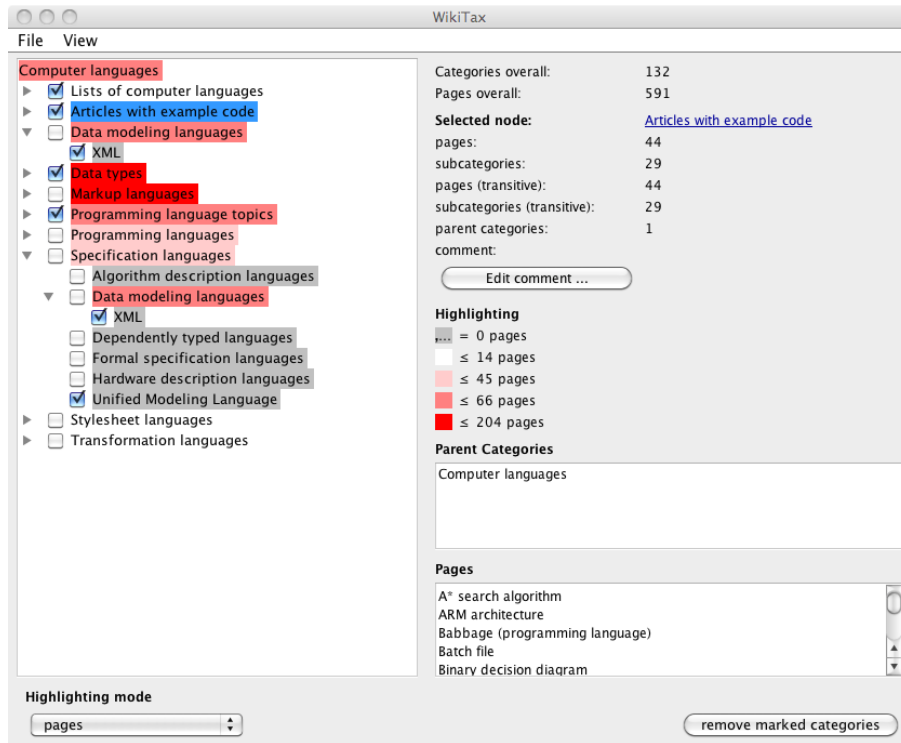 WikiTax
File View
Computer languages
Lists of computer languages
Articles with example code
Data modeling languages
XML
Data types
Markup languages
Programming language topics
Programming languages
Specification languages
Algorithm description languages
Data modeling languages
XML
Dependently typed languages
Formal specification languages
Hardware description languages
Unified Modeling Language
Stylesheet languages
Transformation languages
Categories overall: 132
Pages overall: 591
Selected node: Articles with example code
pages: 44
subcategories: 29
pages (transitive): 44
subcategories (transitive): 29
parent categories: 1
comment:
Edit comment ...
Highlighting
,... = 0 pages
≤ 14 pages
≤ 45 pages
≤ 66 pages
≤ 204 pages
Parent Categories
Computer languages
Pages
A* search algorithm
ARM architecture
Babbage (programming language)
Batch file
Binary decision diagram
Highlighting mode
pages
remove marked categories